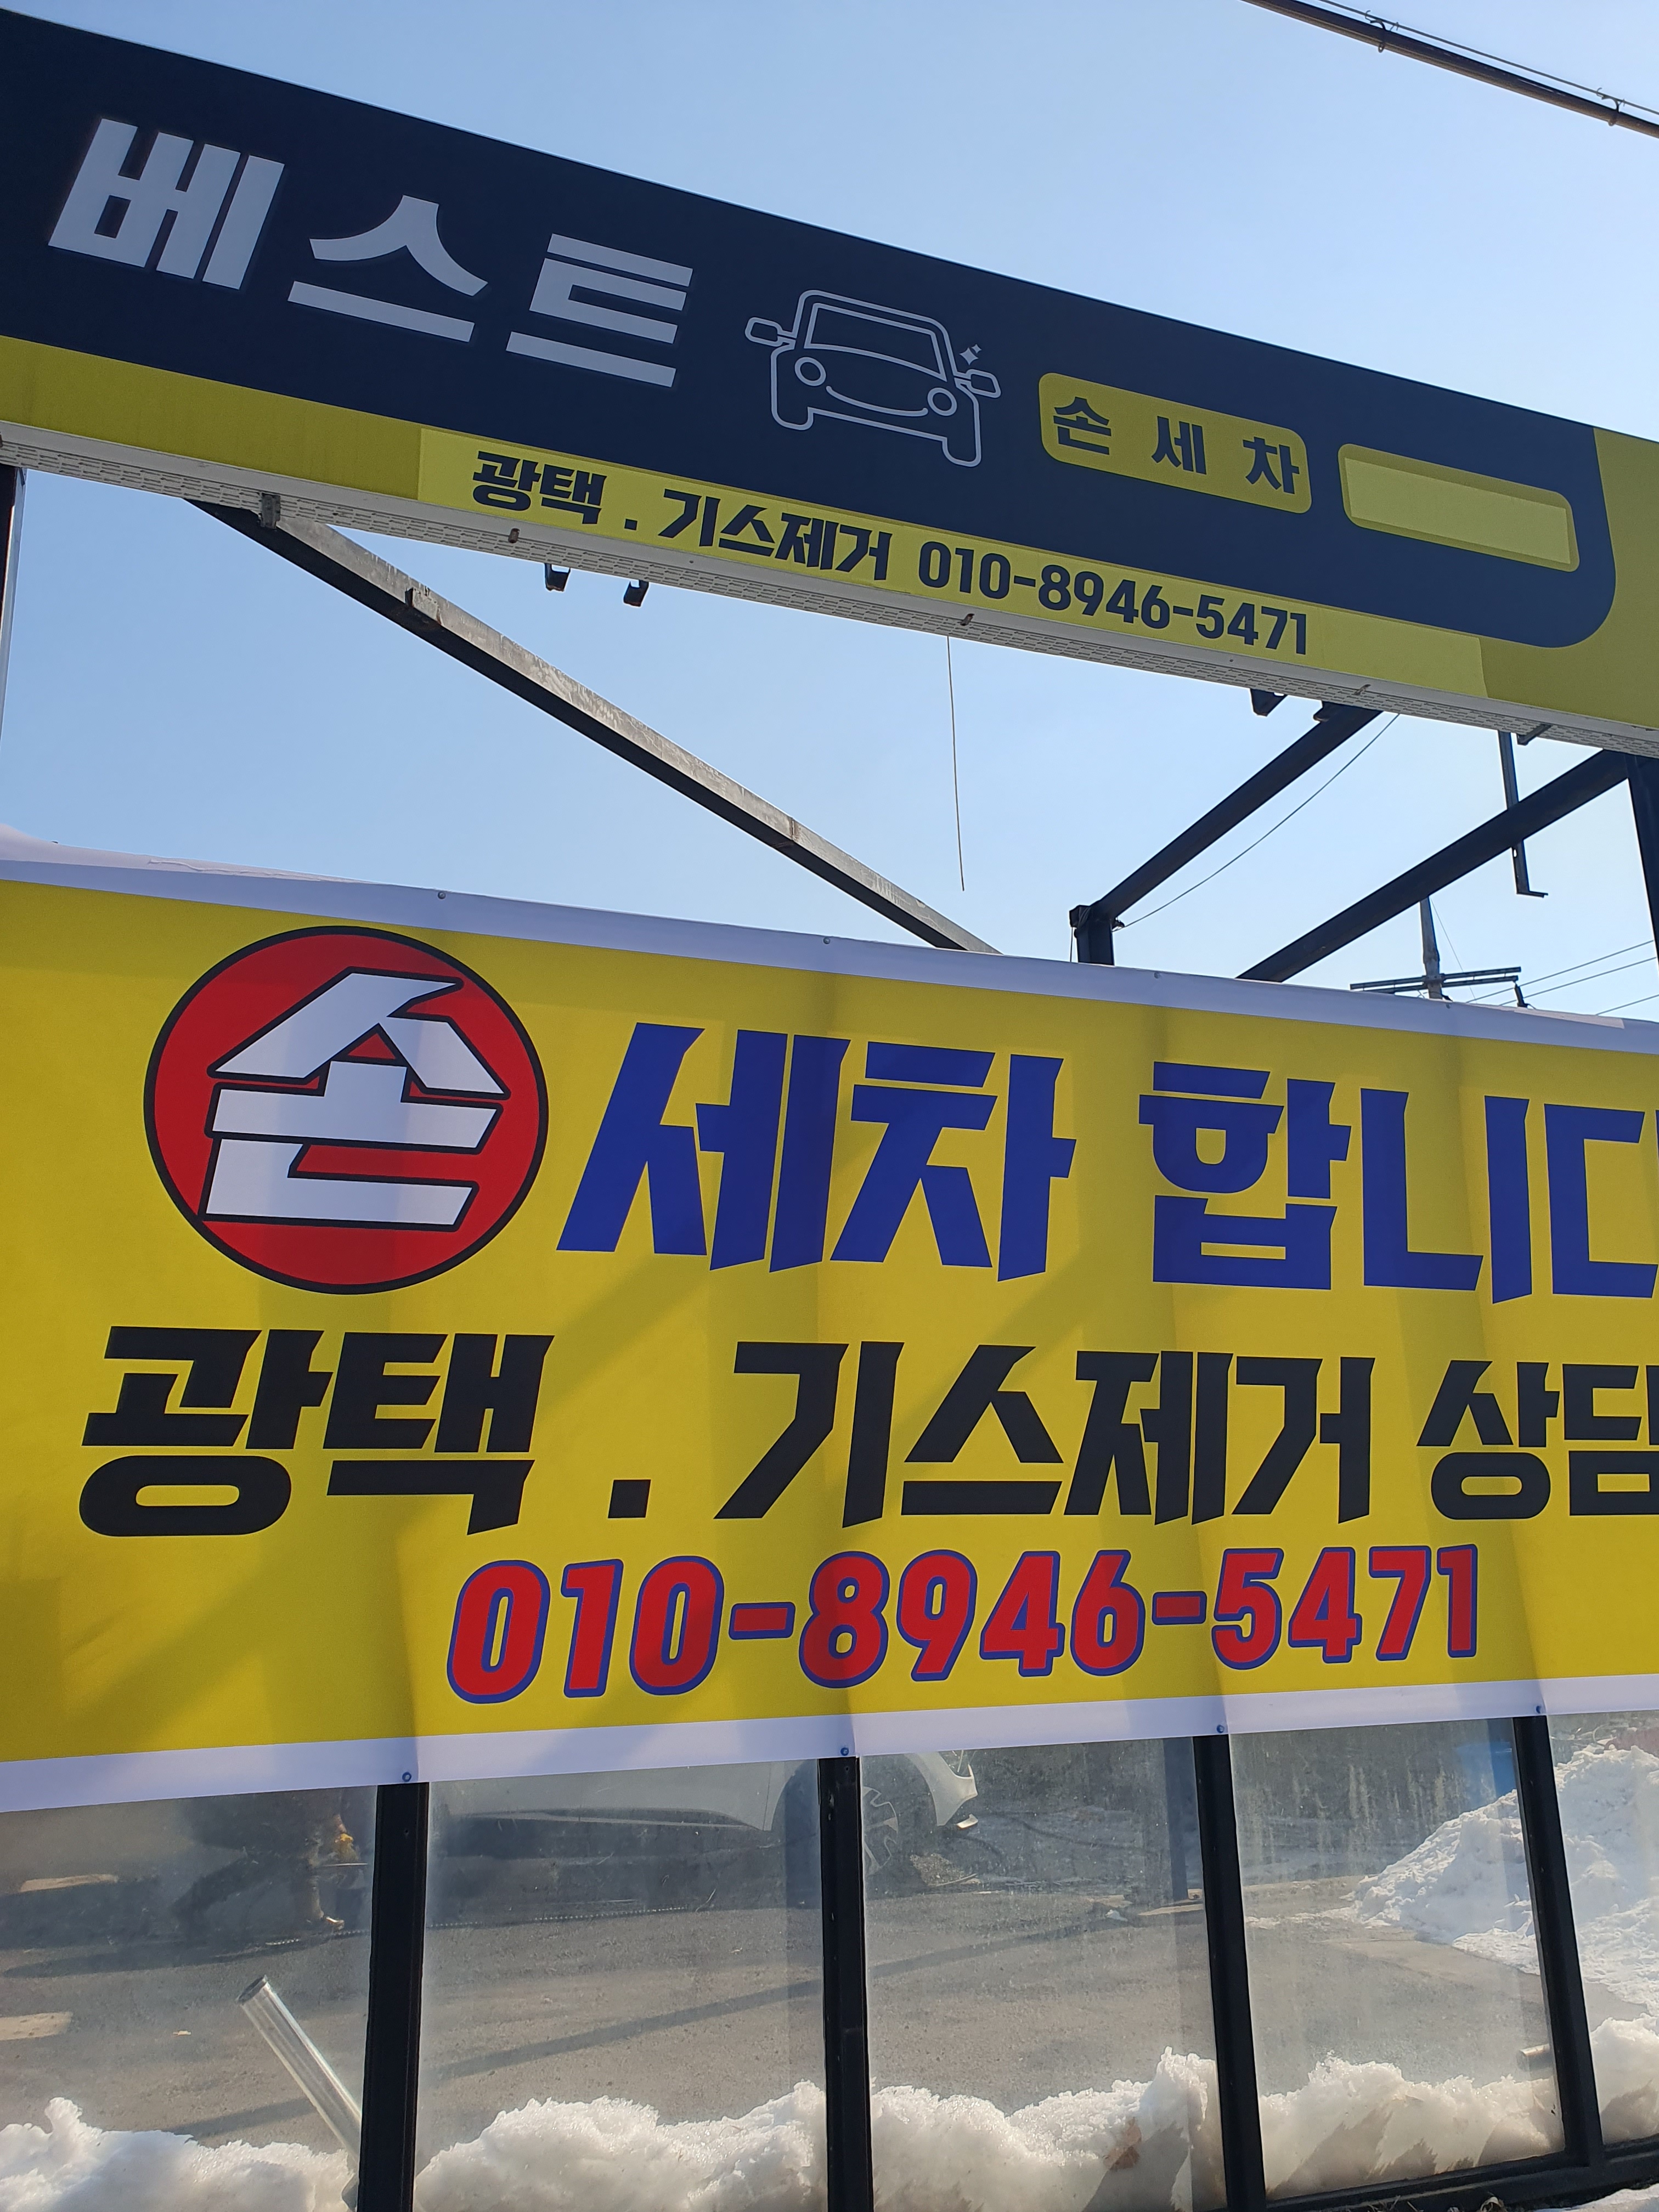 베스트 손세차
광택 . 기스제거 010-8946-5471
손세차 합니다
광택 . 기스제거 상담
010-8946-5471